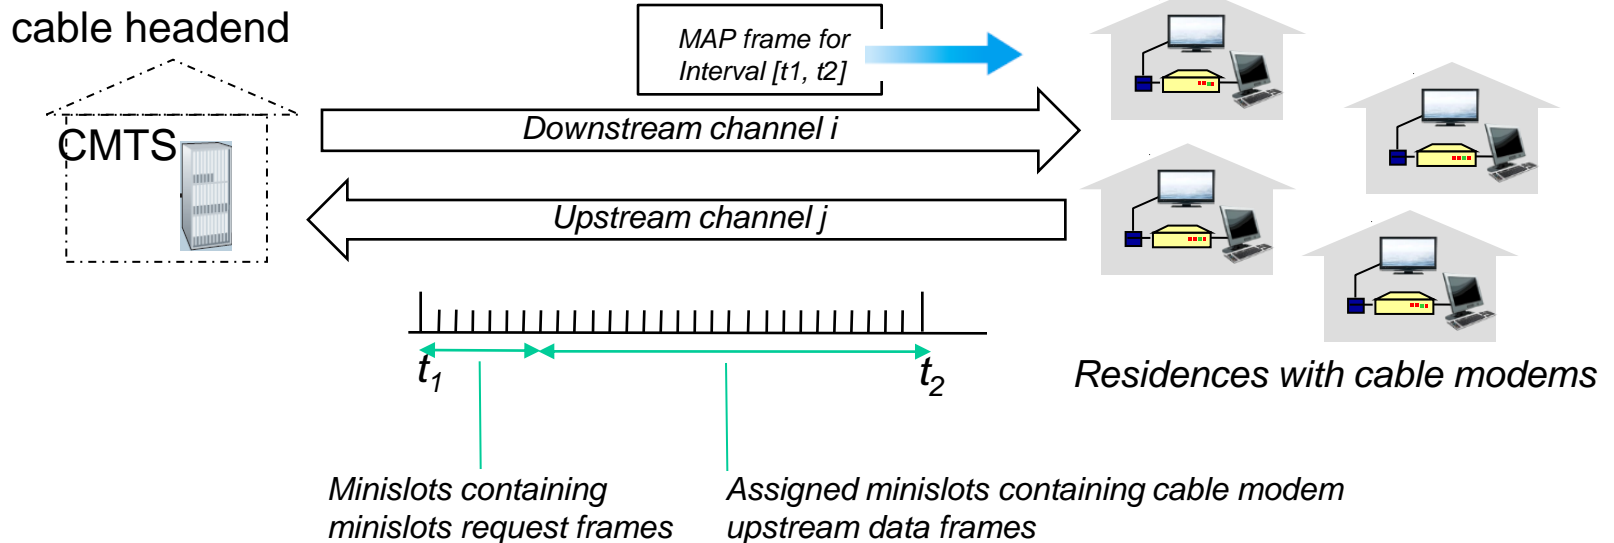 cable headend
MAP frame for
Interval [t1, t2]
CMTS
Downstream channel i
Upstream channel j
t1
t2
Residences with cable modems
Minislots containing
minislots request frames
Assigned minislots containing cable modem
upstream data frames